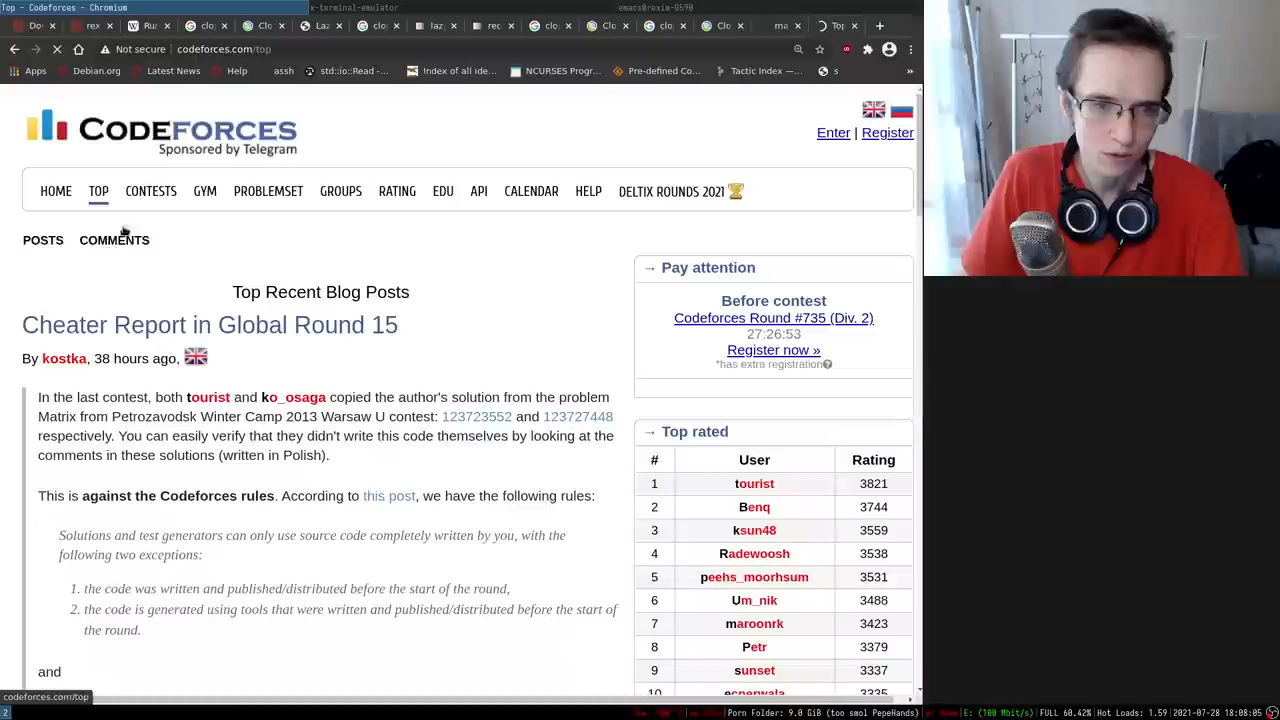 Top - Codeforces - Chromium
x-terminal-emulator
emacs@rexim-0590
Do
rex
Ru
Go
clo
laz
rec
clo
Clo
ma
Top
Not secure
codeforces.com/top
Apps
Debian.org
Latest News
Help
assh
std::io::Read -...
Index of all ide...
NCURSES Progr...
Pre-defined Co...
Tactic Index —...
s
»
CODEFORCES
Sponsored by Telegram
Enter | Register
HOME TOP CONTESTS GYM PROBLEMSET GROUPS RATING EDU API CALENDAR HELP DELTIX ROUNDS 2021
POSTS COMMENTS
Top Recent Blog Posts
Cheater Report in Global Round 15
By kostka, 38 hours ago,
In the last contest, both tourist and ko_osaga copied the author's solution from the problem
Matrix from Petrozavodsk Winter Camp 2013 Warsaw U contest: 123723552 and 123727448
respectively. You can easily verify that they didn't write this code themselves by looking at the
comments in these solutions (written in Polish).
This is against the Codeforces rules. According to this post, we have the following rules:
Solutions and test generators can only use source code completely written by you, with the
following two exceptions:
1. the code was written and published/distributed before the start of the round,
2. the code is generated using tools that were written and published/distributed before the start of
the round.
and
→ Pay attention
Before contest
Codeforces Round #735 (Div. 2)
27:26:53
Register now »
*has extra registration
→ Top rated
# User Rating
1 tourist 3821
2 Benq 3744
3 ksun48 3559
4 Radewoosh 3538
5 peehs_moorhsum 3531
6 Um_nik 3488
7 maroonrk 3423
8 Petr 3379
9 sunset 3337
10 ecnerwala 3335
codeforces.com/top
2
Porn Folder: 9.0 GiB (too smol PepeHands)
E: (100 Mbit/s)
FULL 60.42%
Hot Loads: 1.59
2021-07-28 18:08:05